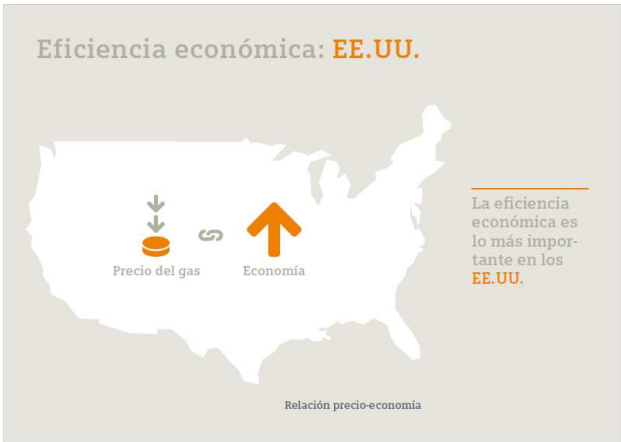 Eficiencia económica: EE.UU.
Precio del gas
Economía
La eficiencia
económica es
lo más impor-
tante en los
EE.UU.
Relación precio-economía